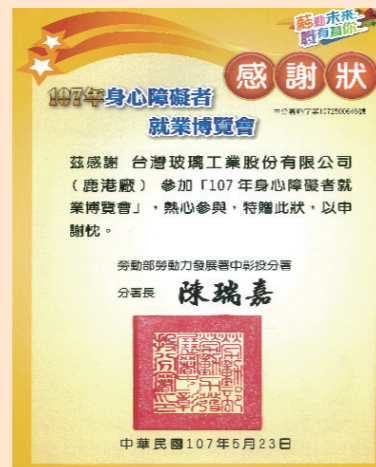 勞動未來
職有為你
感謝狀
107年身心障礙者
就業博覽會
茲感謝 台灣玻璃工業股份有限公司
（鹿港廠） 參加「107年身心障礙者就
業博覽會」，熱心參與，特贈此狀，以申
謝忱。
勞動部勞動力發展署中彰投分署
分署長 陳瑞嘉
中華民國107年5月23日